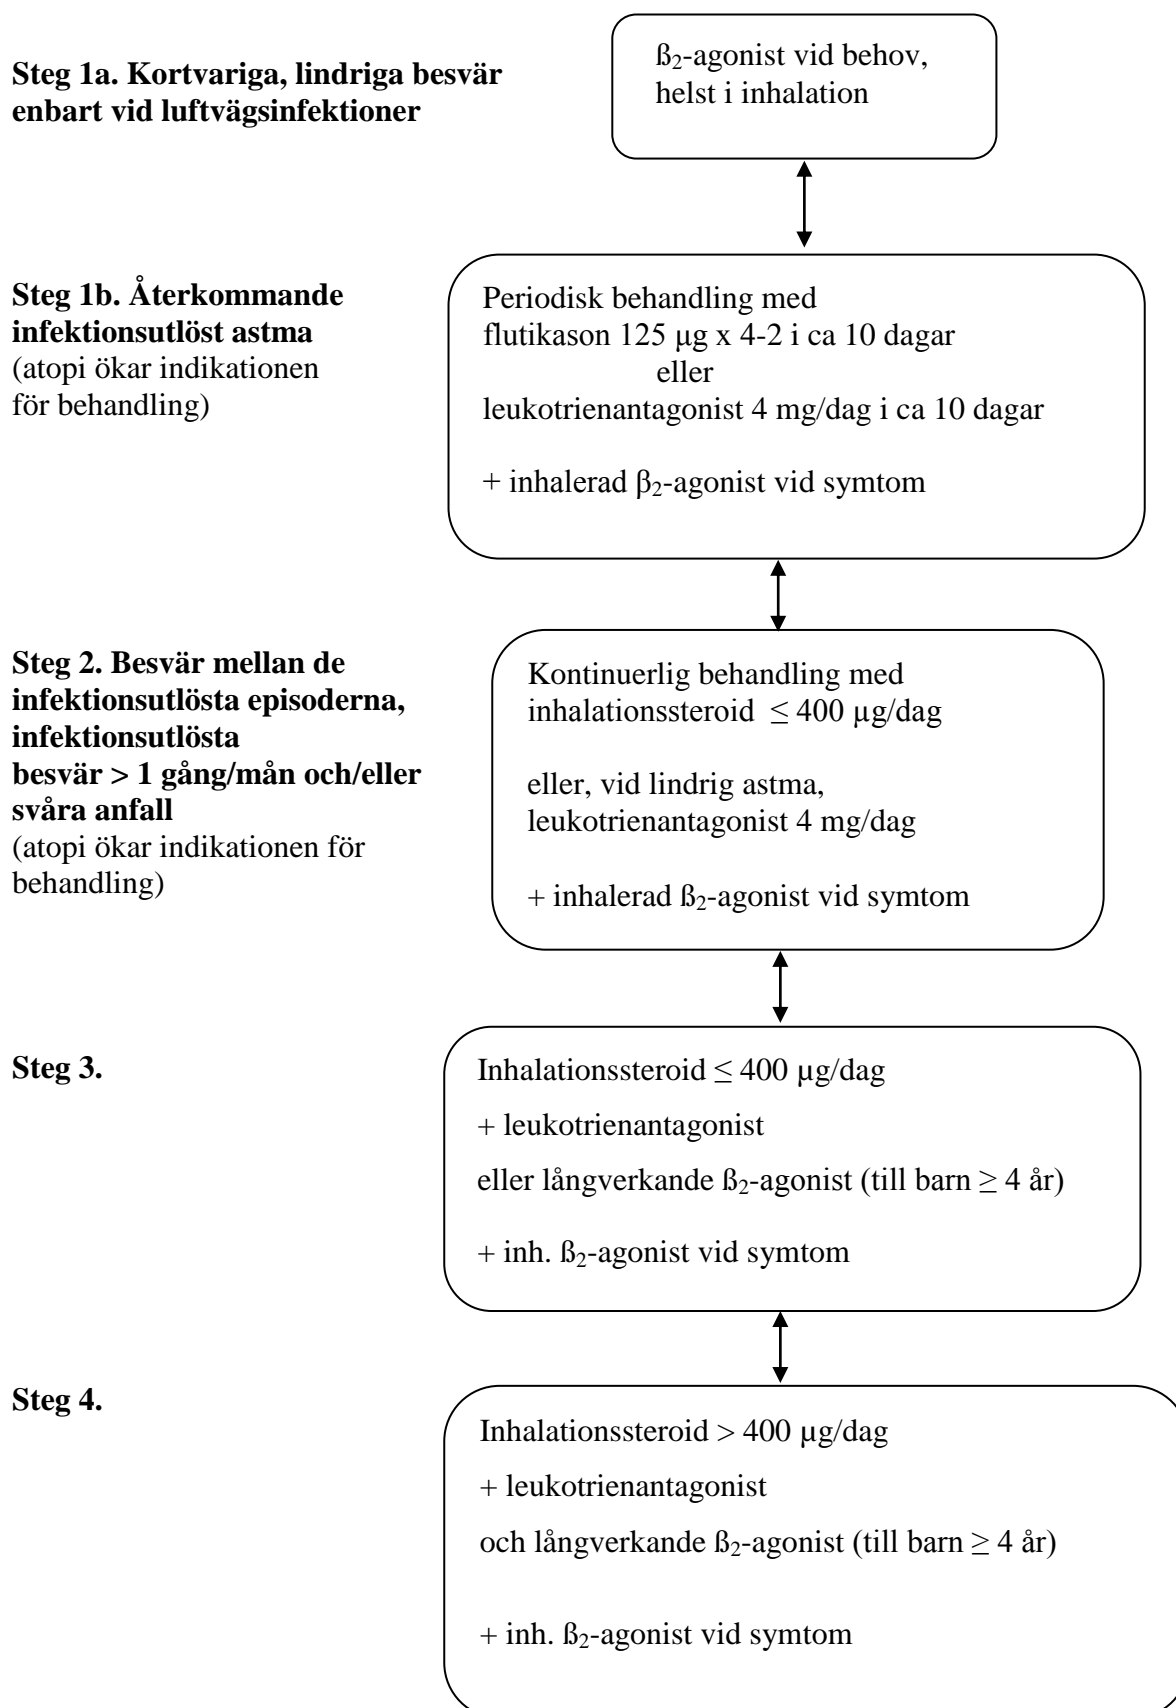 Steg 1a. Kortvariga, lindriga besvär
enbart vid luftvägsinfektioner
ß₂-agonist vid behov,
helst i inhalation
Steg 1b. Återkommande
infektionsutlöst astma
(atopi ökar indikationen
för behandling)
Periodisk behandling med
flutikason 125 µg x 4-2 i ca 10 dagar
eller
leukotrienantagonist 4 mg/dag i ca 10 dagar
+ inhalerad β₂-agonist vid symtom
Steg 2. Besvär mellan de
infektionsutlösta episoderna,
infektionsutlösta
besvär > 1 gång/mån och/eller
svåra anfall
(atopi ökar indikationen för
behandling)
Kontinuerlig behandling med
inhalationssteroid ≤ 400 µg/dag
eller, vid lindrig astma,
leukotrienantagonist 4 mg/dag
+ inhalerad ß₂-agonist vid symtom
Steg 3.
Inhalationssteroid ≤ 400 µg/dag
+ leukotrienantagonist
eller långverkande ß₂-agonist (till barn ≥ 4 år)
+ inh. ß₂-agonist vid symtom
Steg 4.
Inhalationssteroid > 400 µg/dag
+ leukotrienantagonist
och långverkande ß₂-agonist (till barn ≥ 4 år)
+ inh. ß₂-agonist vid symtom